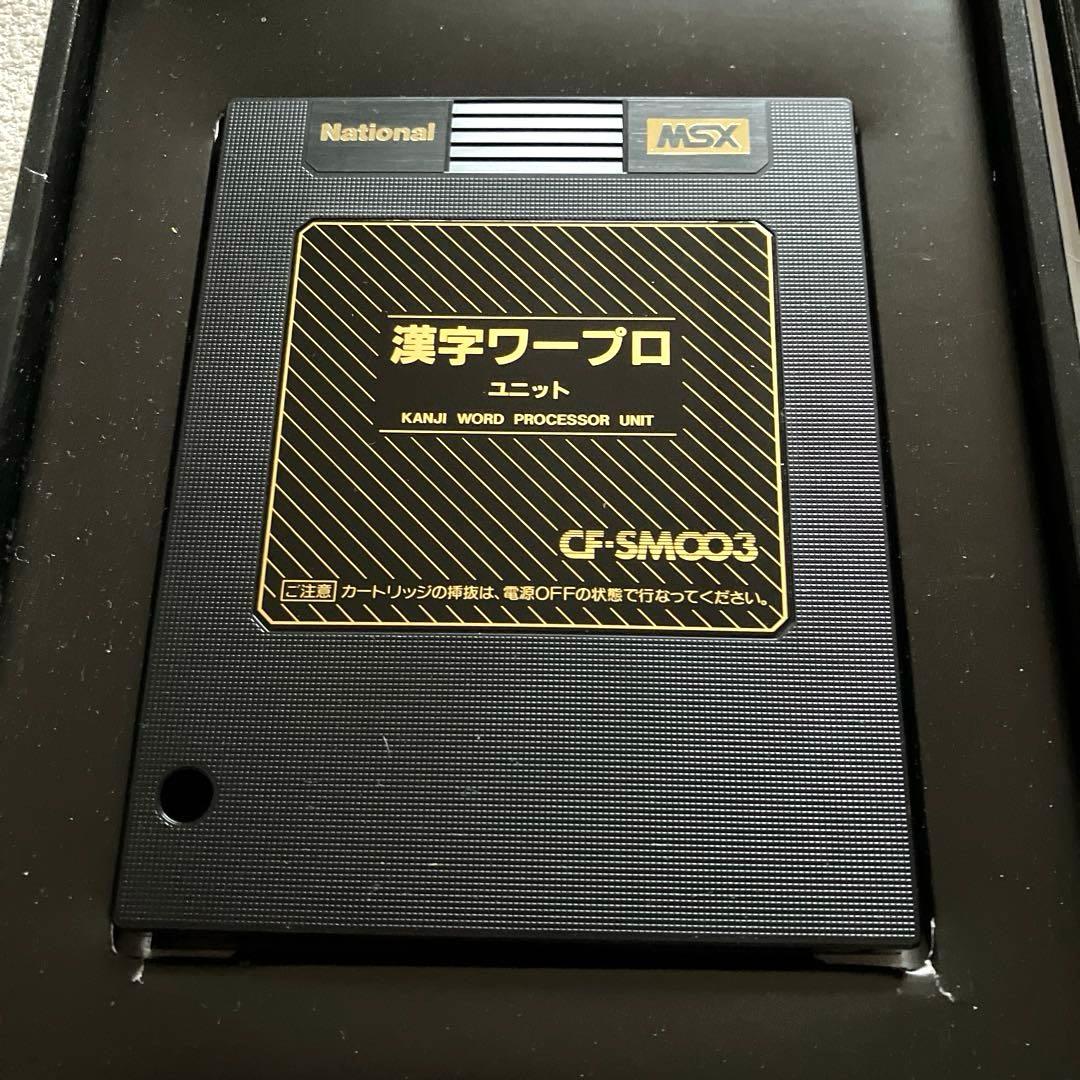 National
MSX
漢字ワープロ
ユニット
KANJI WORD PROCESSOR UNIT
CF-SM003
ご注意 カートリッジの挿抜は、電源OFFの状態で行なってください。